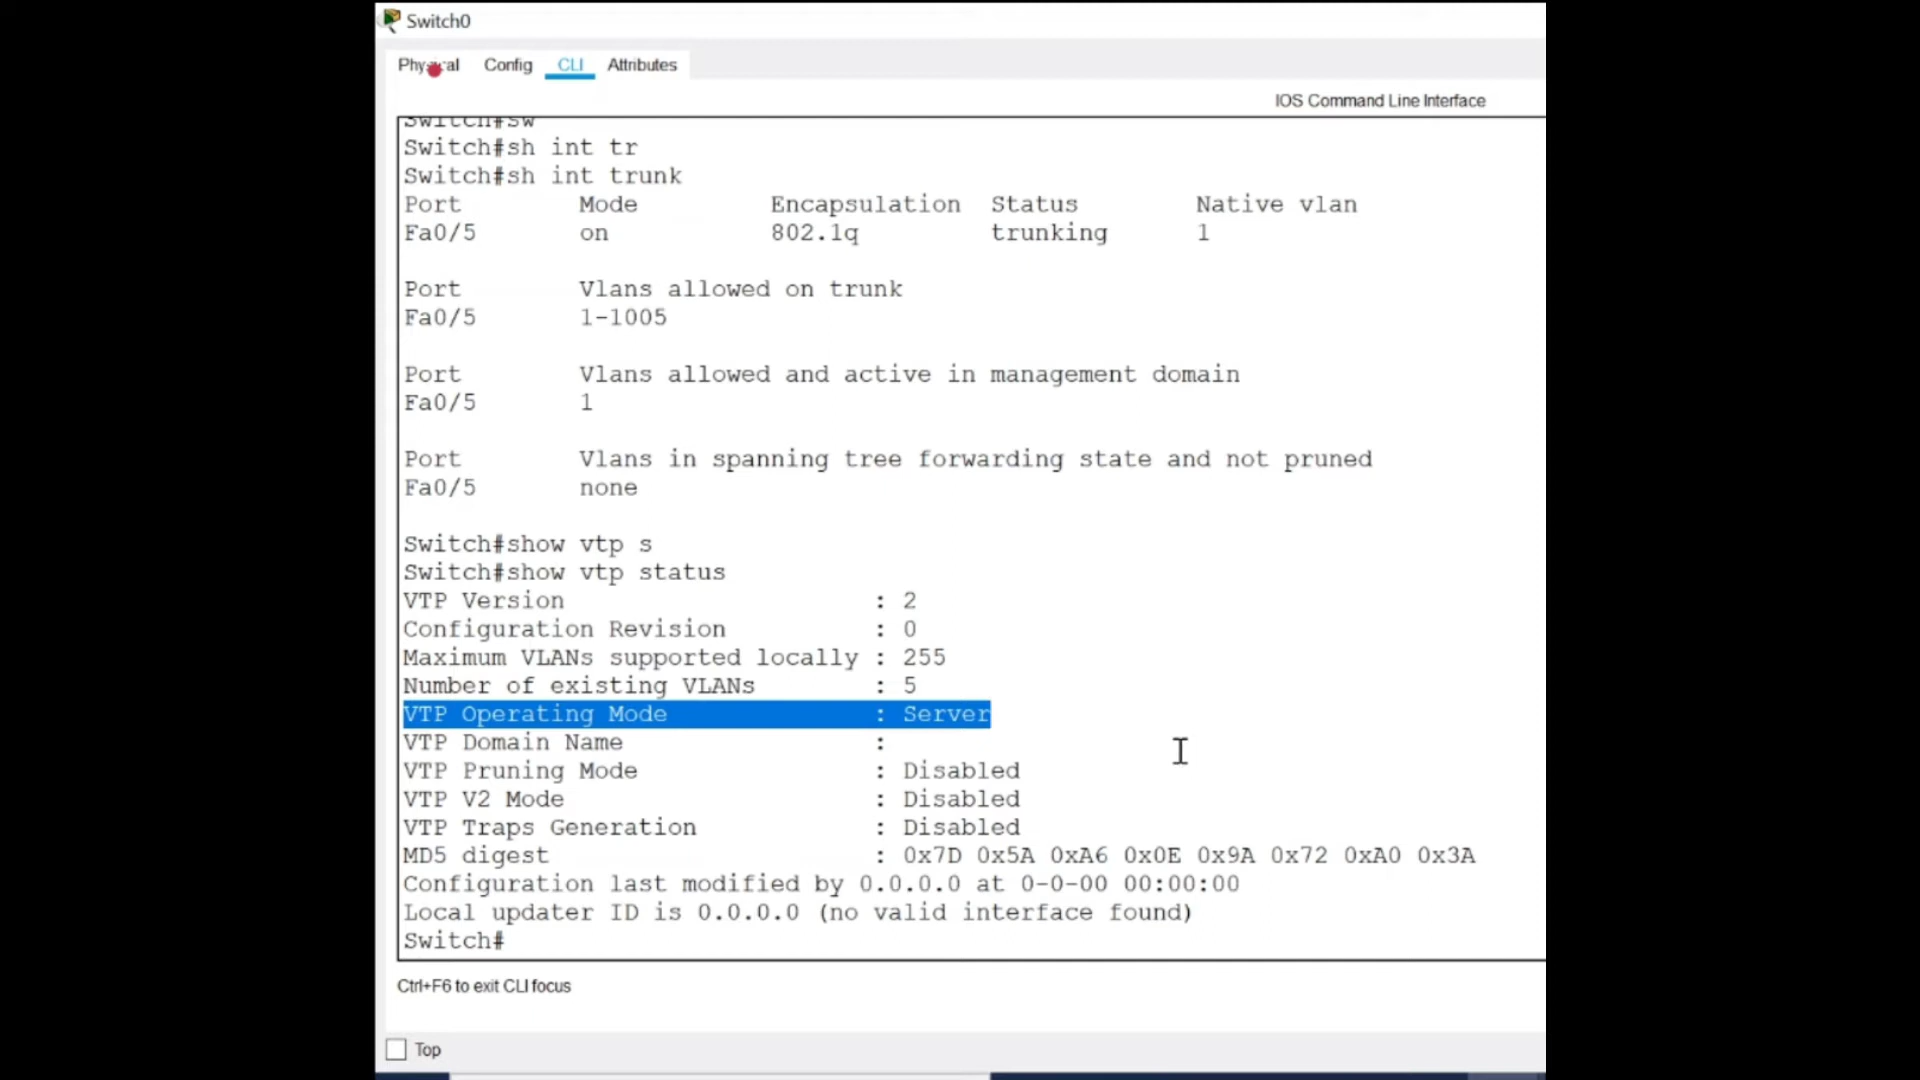 Switch0
Physical Config CLI Attributes
IOS Command Line Interface
Switch#sw
Switch#sh int tr
Switch#sh int trunk
Port Mode Encapsulation Status Native vlan
Fa0/5 on 802.1q trunking 1
Port Vlans allowed on trunk
Fa0/5 1-1005
Port Vlans allowed and active in management domain
Fa0/5 1
Port Vlans in spanning tree forwarding state and not pruned
Fa0/5 none
Switch#show vtp s
Switch#show vtp status
VTP Version : 2
Configuration Revision : 0
Maximum VLANs supported locally : 255
Number of existing VLANs : 5
VTP Operating Mode : Server
VTP Domain Name :
VTP Pruning Mode : Disabled
VTP V2 Mode : Disabled
VTP Traps Generation : Disabled
MD5 digest : 0x7D 0x5A 0xA6 0x0E 0x9A 0x72 0xA0 0x3A
Configuration last modified by 0.0.0.0 at 0-0-00 00:00:00
Local updater ID is 0.0.0.0 (no valid interface found)
Switch#
Ctrl+F6 to exit CLI focus
Top